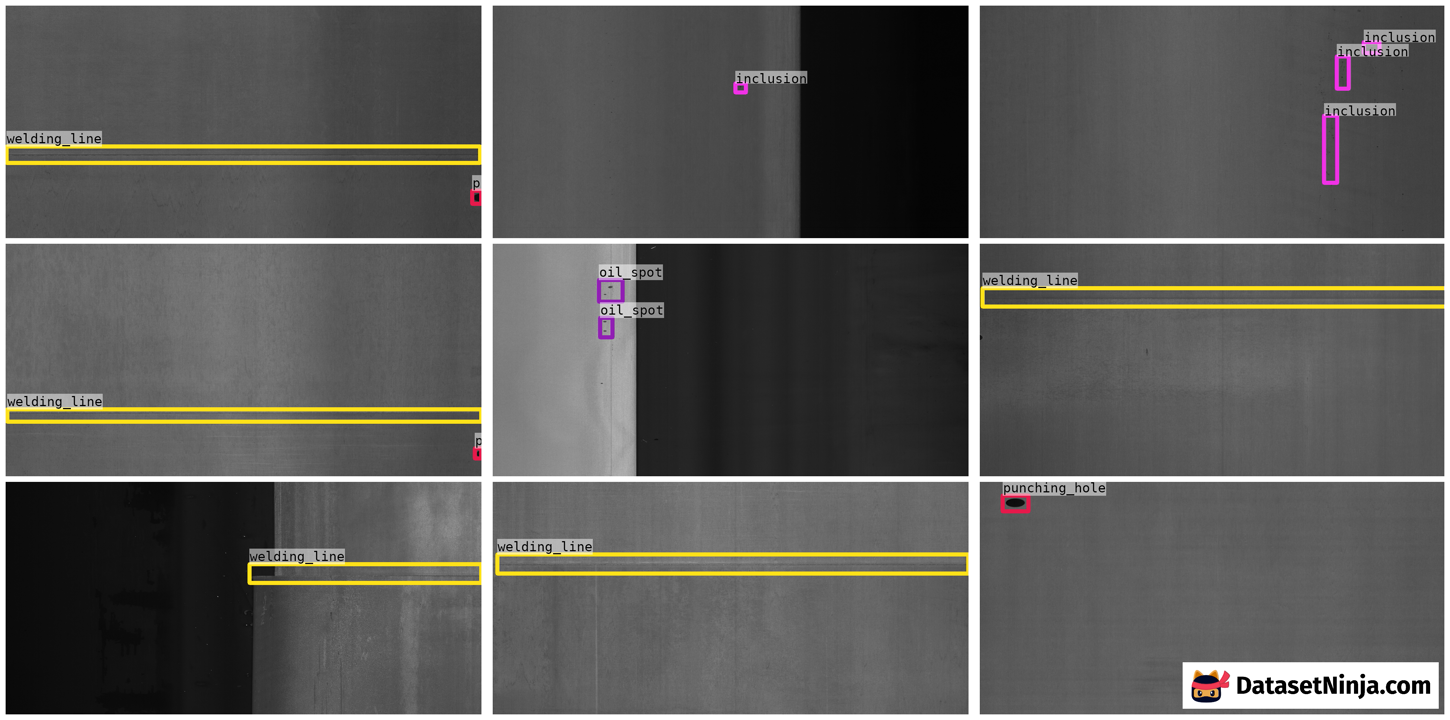 welding_line
p
inclusion
inclusion
inclusion
inclusion
welding_line
p
oil_spot
oil_spot
welding_line
welding_line
welding_line
punching_hole
DatasetNinja.com